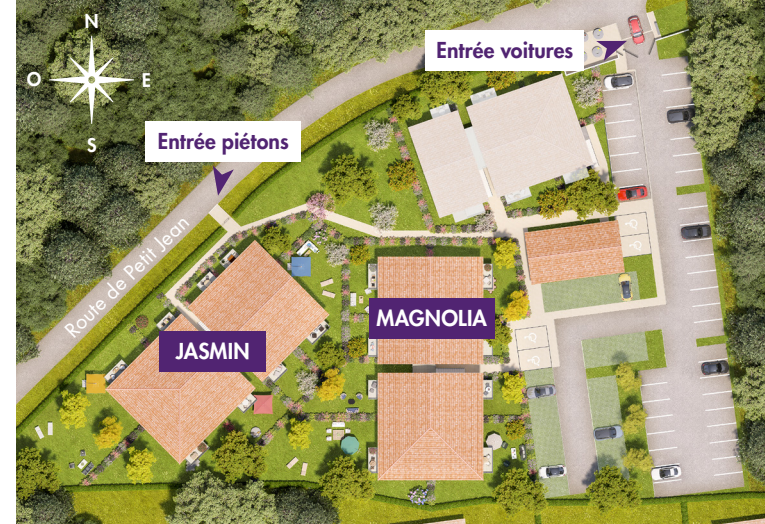 N
Entrée voitures
O
E
S
Entrée piétons
Route de Petit Jean
MAGNOLIA
JASMIN